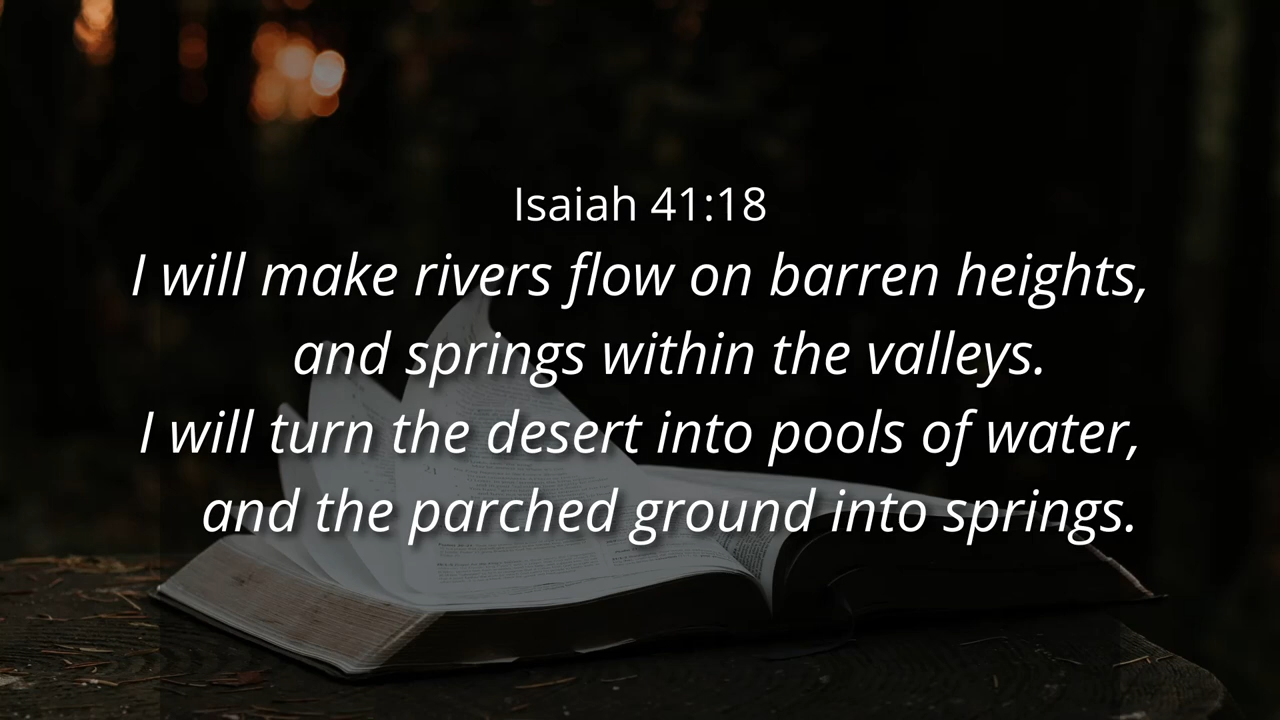 Isaiah 41:18
I will make rivers flow on barren heights,
and springs within the valleys.
I will turn the desert into pools of water,
and the parched ground into springs.